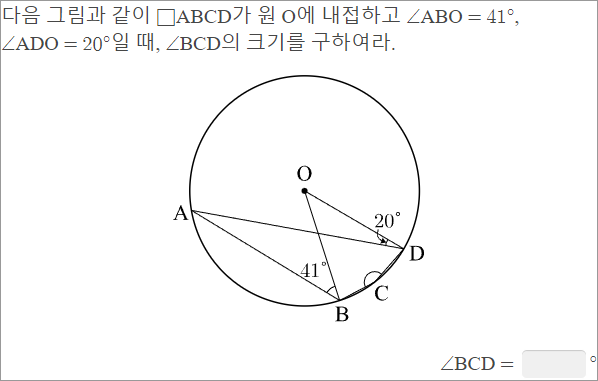 다음 그림과 같이 □ABCD가 원 O에 내접하고 ∠ABO = 41°,
∠ADO = 20°일 때, ∠BCD의 크기를 구하여라.
O
A
20°
D
41°
C
B
∠BCD = °